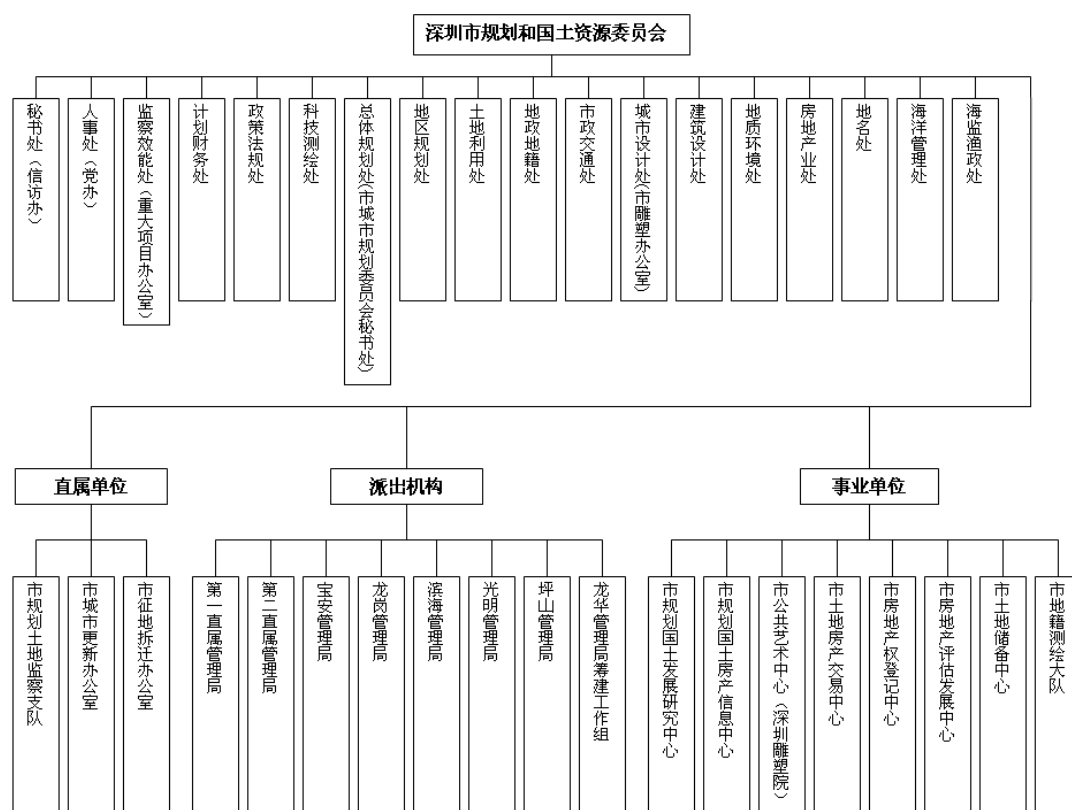 深圳市规划和国土资源委员会
秘书处（信访办）
人事处（党办）
监察效能处（重大项目办公室）
计划财务处
政策法规处
科技测绘处
总体规划处(市城市规划委员会秘书处)
地区规划处
土地利用处
地政地籍处
市政交通处
城市设计处(市雕塑办公室)
建筑设计处
地质环境处
房地产业处
地名处
海洋管理处
海监渔政处
直属单位
派出机构
事业单位
市规划土地监察支队
市城市更新办公室
市征地拆迁办公室
第一直属管理局
第二直属管理局
宝安管理局
龙岗管理局
滨海管理局
光明管理局
坪山管理局
龙华管理局筹建工作组
市规划国土发展研究中心
市规划国土房产信息中心
市公共艺术中心（深圳雕塑院）
市土地房产交易中心
市房地产权登记中心
市房地产评估发展中心
市土地储备中心
市地籍测绘大队